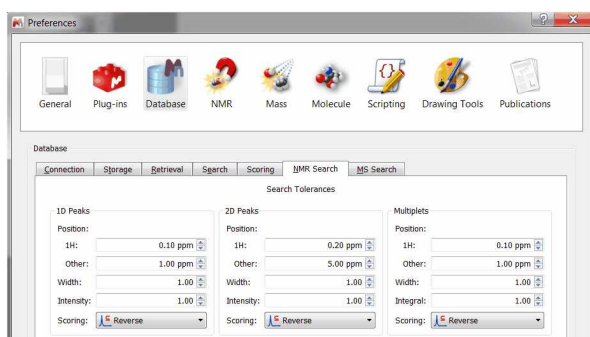 Preferences
General Plug-ins Database NMR Mass Molecule Scripting Drawing Tools Publications
Database
Connection Storage Retrieval Search Scoring NMR Search MS Search
Search Tolerances
1D Peaks 2D Peaks Multiplets
Position: Position: Position:
1H: 0.10 ppm 1H: 0.20 ppm 1H: 0.10 ppm
Other: 1.00 ppm Other: 5.00 ppm Other: 1.00 ppm
Width: 1.00 Width: 1.00 Width: 1.00
Intensity: 1.00 Intensity: 1.00 Integral: 1.00
Scoring: Reverse Scoring: Reverse Scoring: Reverse